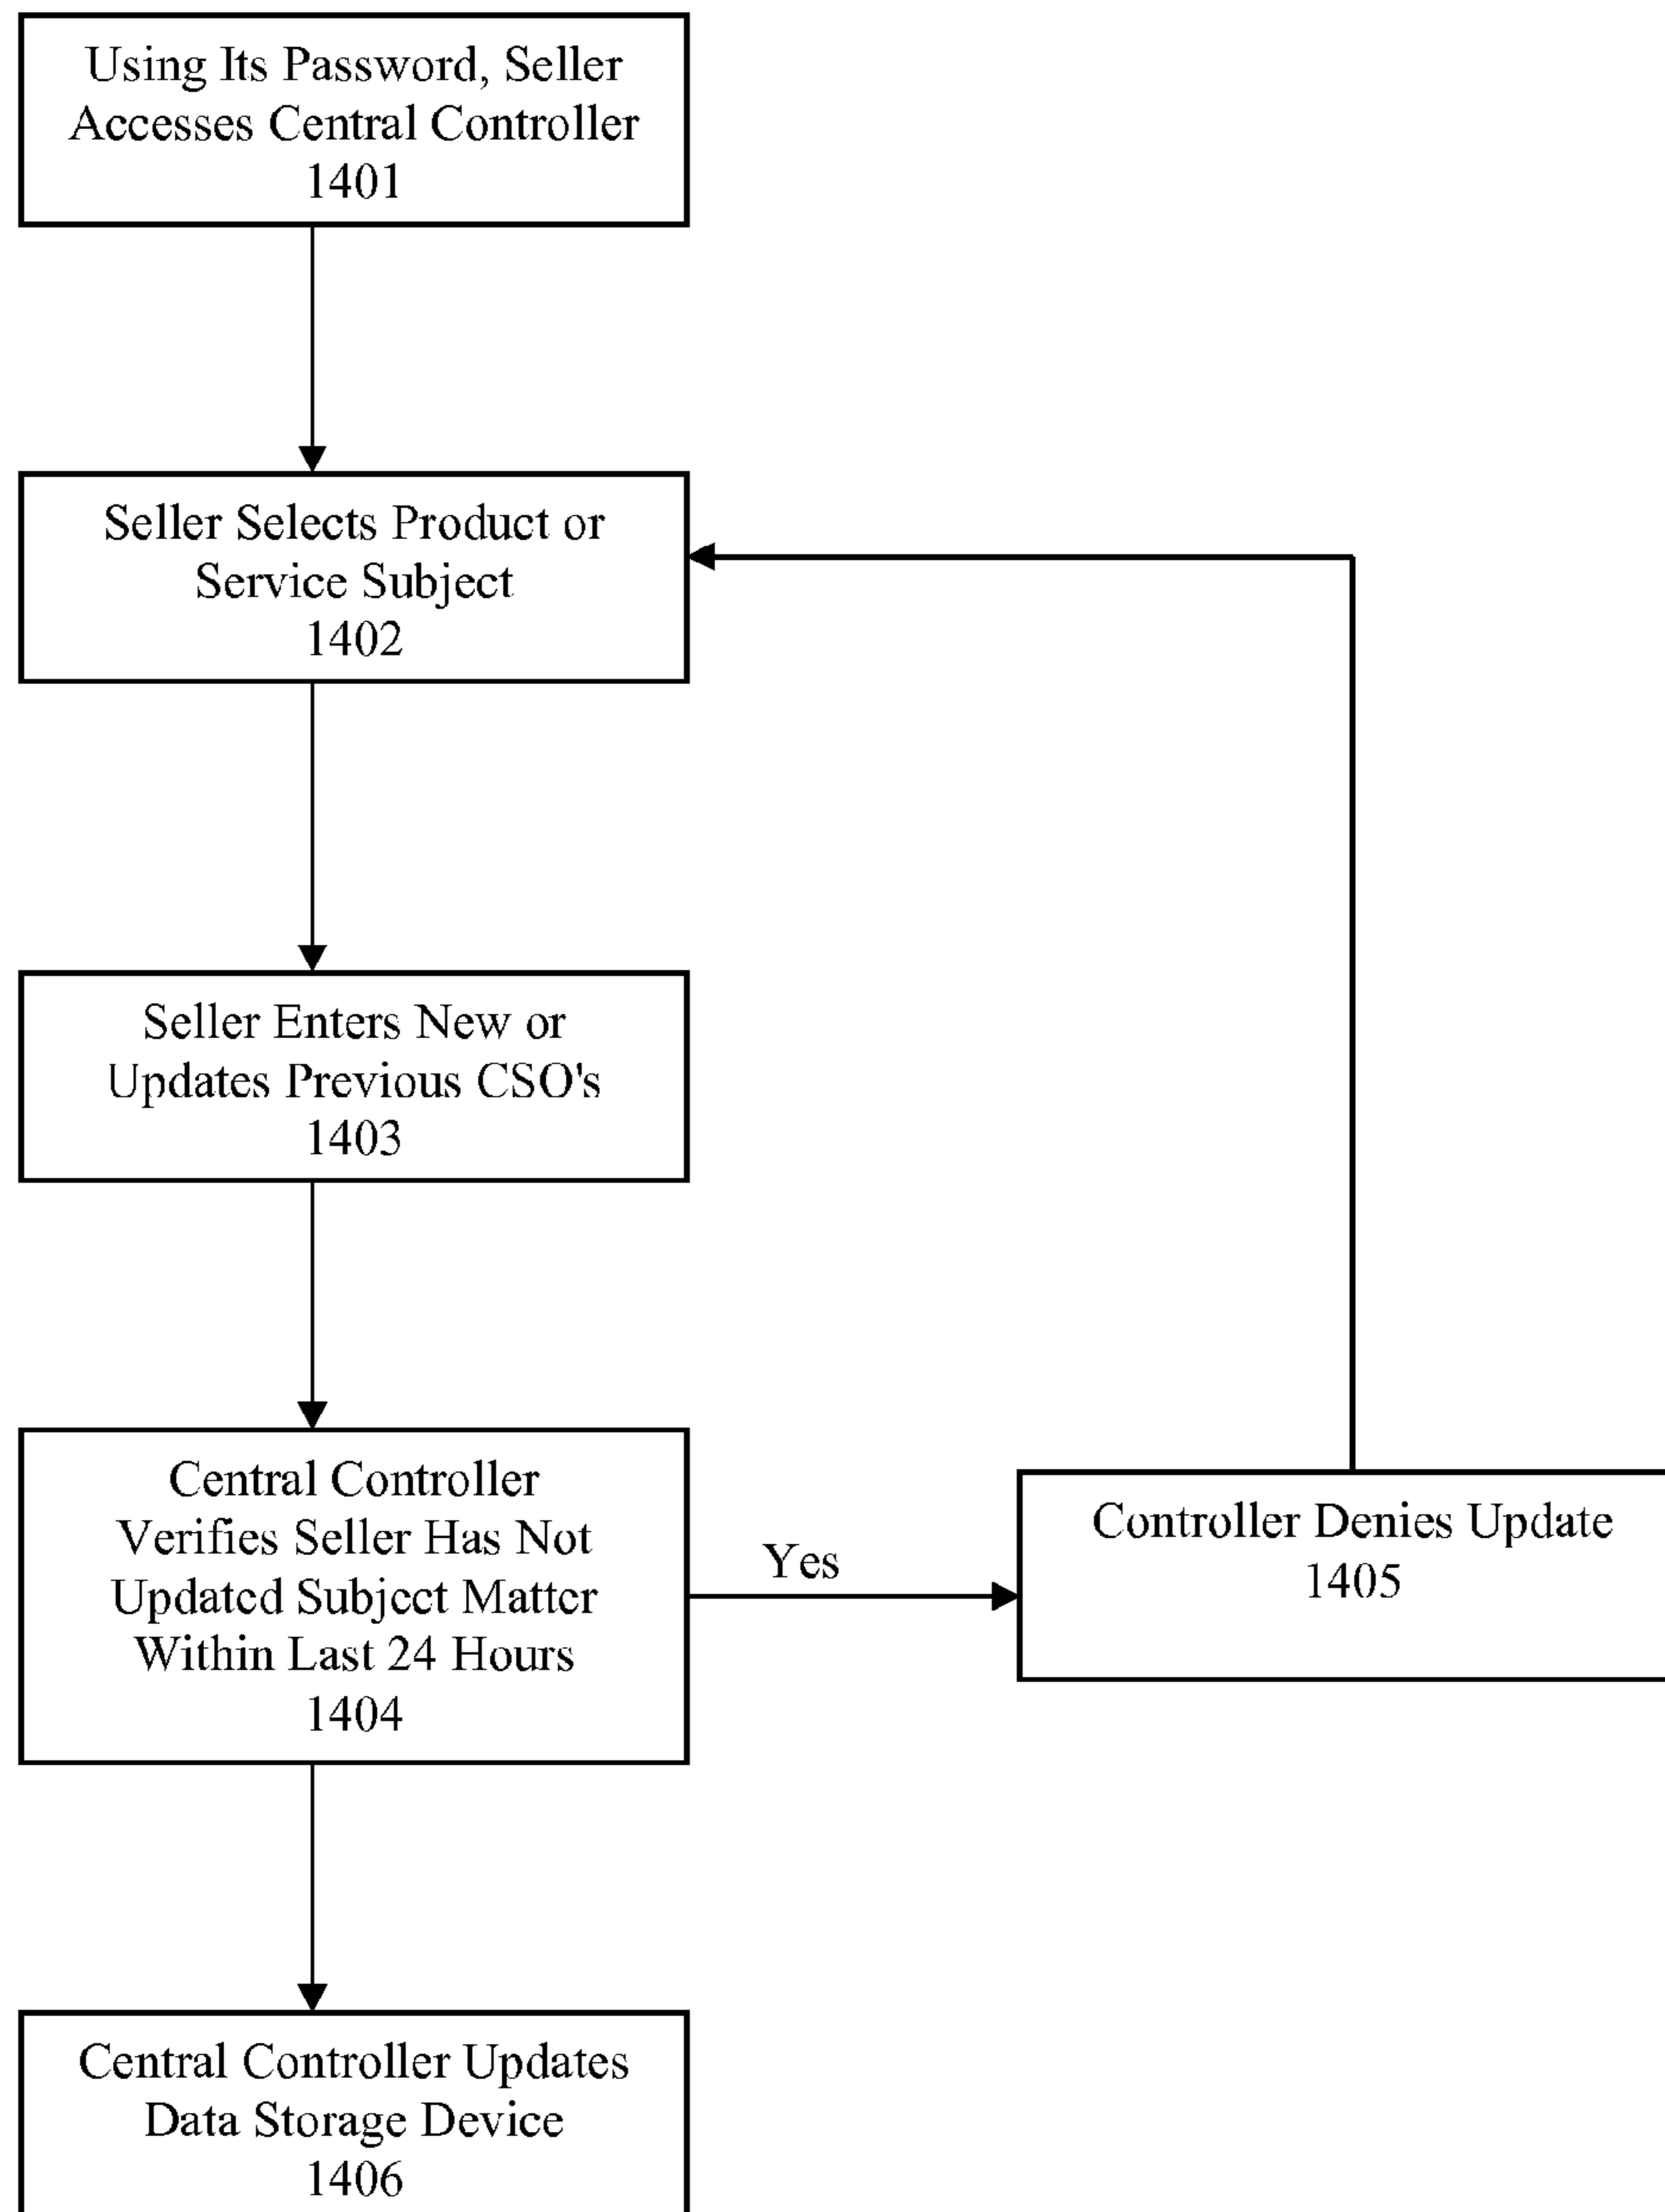 Using Its Password, Seller
Accesses Central Controller
1401
Seller Selects Product or
Service Subject
1402
Seller Enters New or
Updates Previous CSO's
1403
Central Controller
Verifies Seller Has Not
Updated Subject Matter
Within Last 24 Hours
1404
Yes
Controller Denies Update
1405
Central Controller Updates
Data Storage Device
1406